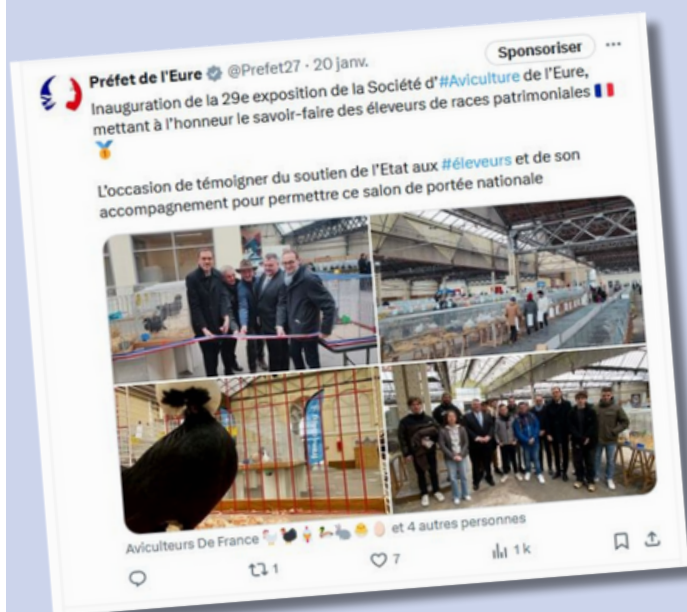 Préfet de l'Eure @Prefet27 · 20 janv.
Sponsoriser
Inauguration de la 29e exposition de la Société d'#Aviculture de l'Eure,
mettant à l'honneur le savoir-faire des éleveurs de races patrimoniales 🇫🇷
🏅
L'occasion de témoigner du soutien de l'Etat aux #éleveurs et de son
accompagnement pour permettre ce salon de portée nationale
Aviculteurs De France 🐓🦃🐓🦆🐇🐣🥚 et 4 autres personnes
1 7 1 k